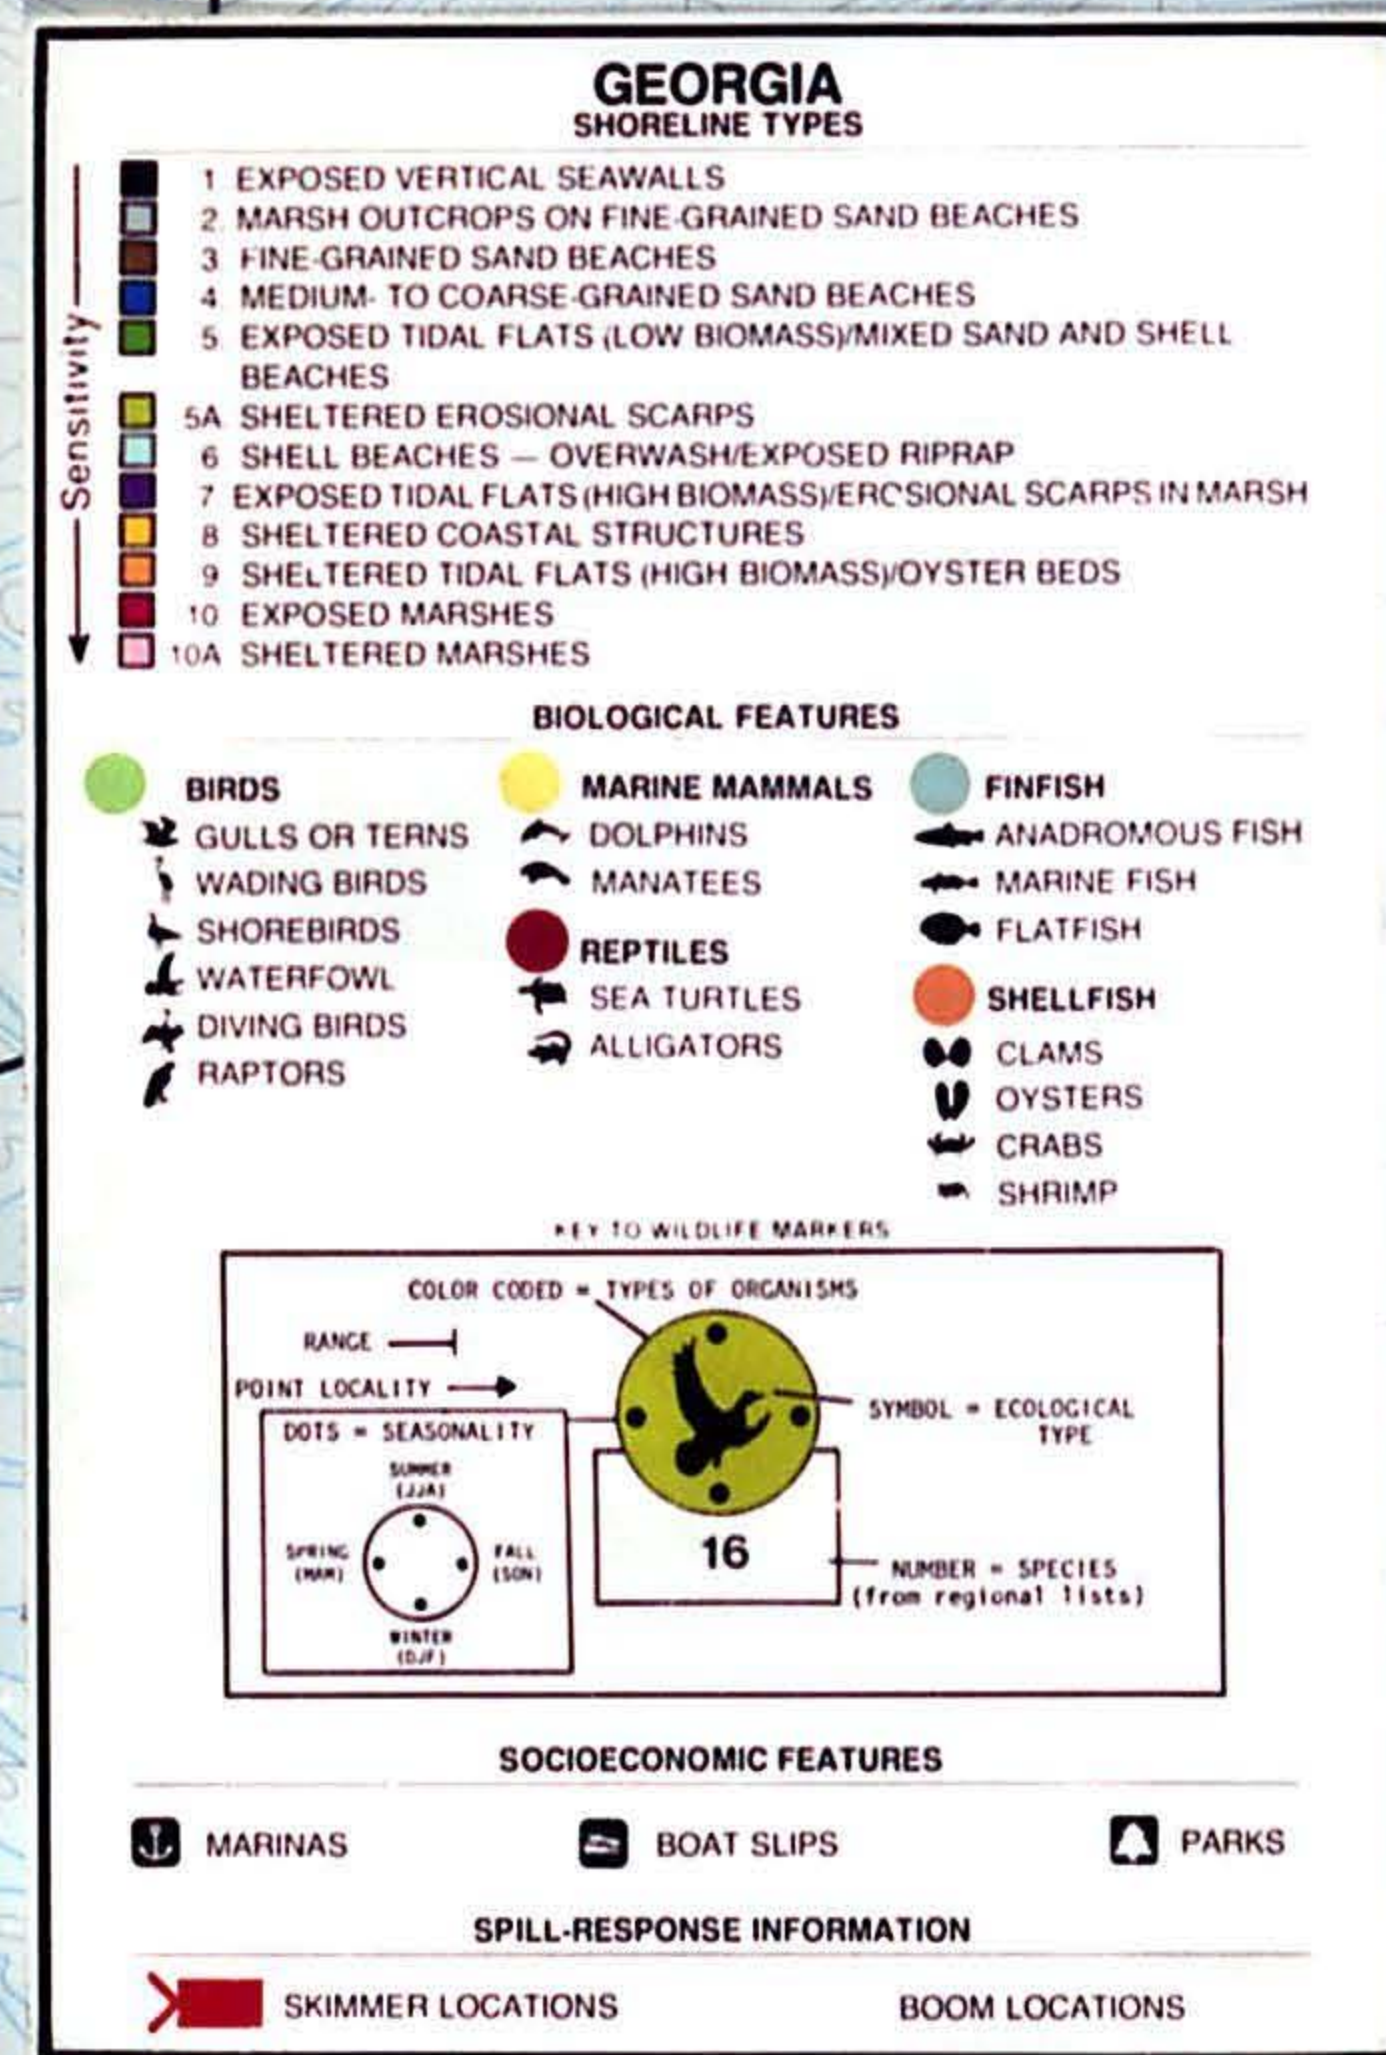 GEORGIA
SHORELINE TYPES
Sensitivity
1 EXPOSED VERTICAL SEAWALLS
2 MARSH OUTCROPS ON FINE-GRAINED SAND BEACHES
3 FINE-GRAINED SAND BEACHES
4 MEDIUM- TO COARSE-GRAINED SAND BEACHES
5 EXPOSED TIDAL FLATS (LOW BIOMASS)/MIXED SAND AND SHELL
BEACHES
5A SHELTERED EROSIONAL SCARPS
6 SHELL BEACHES — OVERWASH/EXPOSED RIPRAP
7 EXPOSED TIDAL FLATS (HIGH BIOMASS)/EROSIONAL SCARPS IN MARSH
8 SHELTERED COASTAL STRUCTURES
9 SHELTERED TIDAL FLATS (HIGH BIOMASS)/OYSTER BEDS
10 EXPOSED MARSHES
10A SHELTERED MARSHES
BIOLOGICAL FEATURES
BIRDS
GULLS OR TERNS
WADING BIRDS
SHOREBIRDS
WATERFOWL
DIVING BIRDS
RAPTORS
MARINE MAMMALS
DOLPHINS
MANATEES
REPTILES
SEA TURTLES
ALLIGATORS
FINFISH
ANADROMOUS FISH
MARINE FISH
FLATFISH
SHELLFISH
CLAMS
OYSTERS
CRABS
SHRIMP
KEY TO WILDLIFE MARKERS
COLOR CODED = TYPES OF ORGANISMS
RANGE
POINT LOCALITY
DOTS = SEASONALITY
SUMMER
(JJA)
SPRING
(MAM)
FALL
(SON)
WINTER
(DJF)
SYMBOL = ECOLOGICAL
TYPE
16
NUMBER = SPECIES
(from regional lists)
SOCIOECONOMIC FEATURES
MARINAS
BOAT SLIPS
PARKS
SPILL-RESPONSE INFORMATION
SKIMMER LOCATIONS
BOOM LOCATIONS